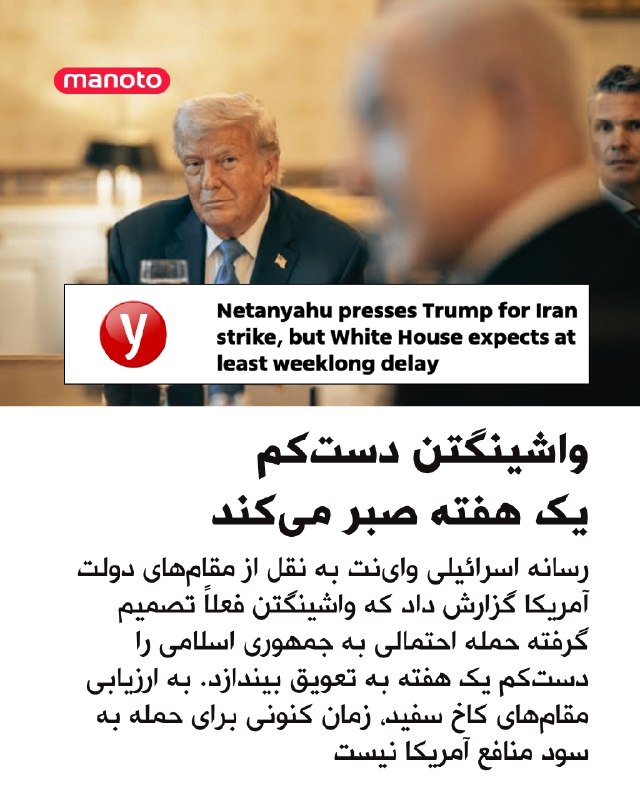 manoto
y
Netanyahu presses Trump for Iran
strike, but White House expects at
least weeklong delay
واشینگتن دست‌کم
یک هفته صبر می‌کند
رسانه اسرائیلی وای‌نت به نقل از مقام‌های دولت
آمریکا گزارش داد که واشینگتن فعلاً تصمیم
گرفته حمله احتمالی به جمهوری اسلامی را
دست‌کم یک هفته به تعویق بیندازد. به ارزیابی
مقام‌های کاخ سفید، زمان کنونی برای حمله به
سود منافع آمریکا نیست